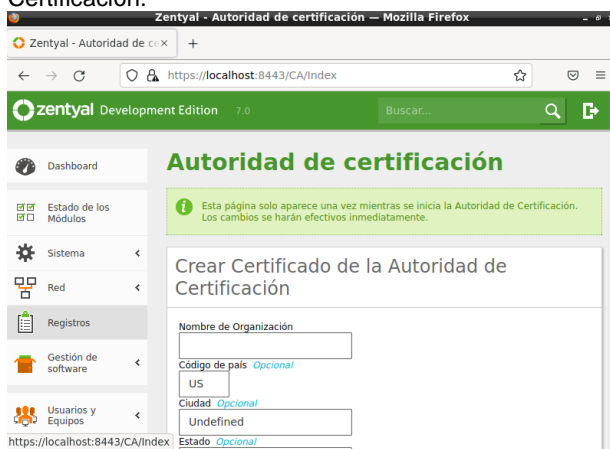 Certificación.
Zentyal - Autoridad de certificación — Mozilla Firefox
Zentyal - Autoridad de ce
https://localhost:8443/CA/Index
zentyal Development Edition 7.0
Buscar...
Dashboard
Estado de los
Módulos
Sistema
Red
Registros
Gestión de
software
Usuarios y
Equipos
https://localhost:8443/CA/Index
Autoridad de certificación
Esta página solo aparece una vez mientras se inicia la Autoridad de Certificación.
Los cambios se harán efectivos inmediatamente.
Crear Certificado de la Autoridad de
Certificación
Nombre de Organización
Código de país Opcional
US
Ciudad Opcional
Undefined
Estado Opcional